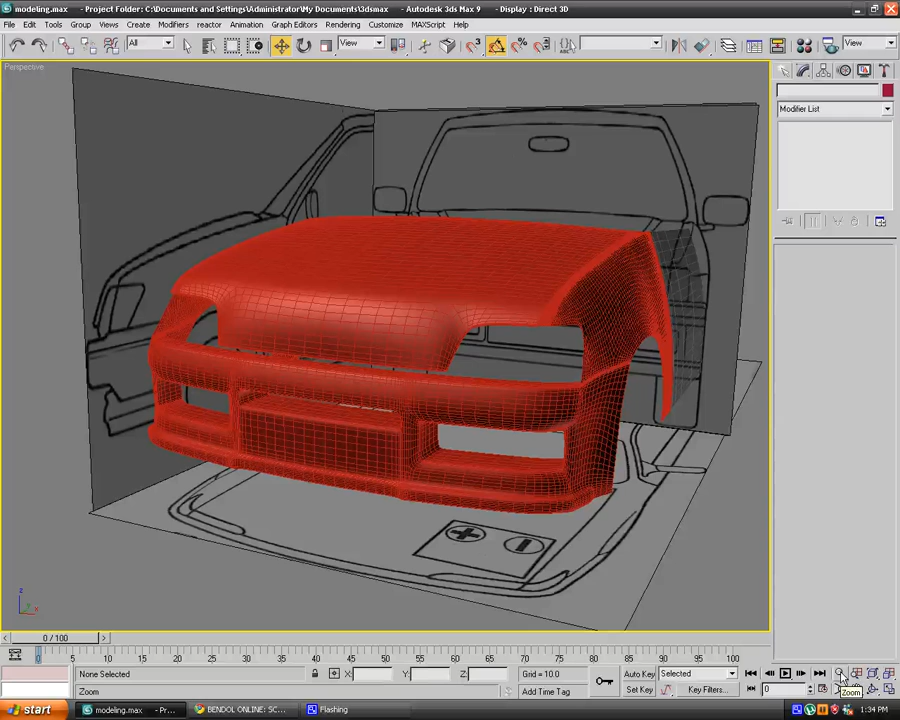 modeling.max - Project Folder: C:\Documents and Settings\Administrator\My Documents\3dsmax - Autodesk 3ds Max 9 - Display : Direct 3D
File Edit Tools Group Views Create Modifiers reactor Animation Graph Editors Rendering Customize MAXScript Help
All View View
Perspective
Modifier List
0 / 100
0 5 10 15 20 25 30 35 40 45 50 55 60 65 70 75 80 85 90 95 100
None Selected X: Y: Z: Grid = 10.0 Auto Key Selected
Zoom Add Time Tag Set Key Key Filters... 0
Zoom
start modeling.max - Pr... BENDOL ONLINE: SC... Flashing 1:34 PM